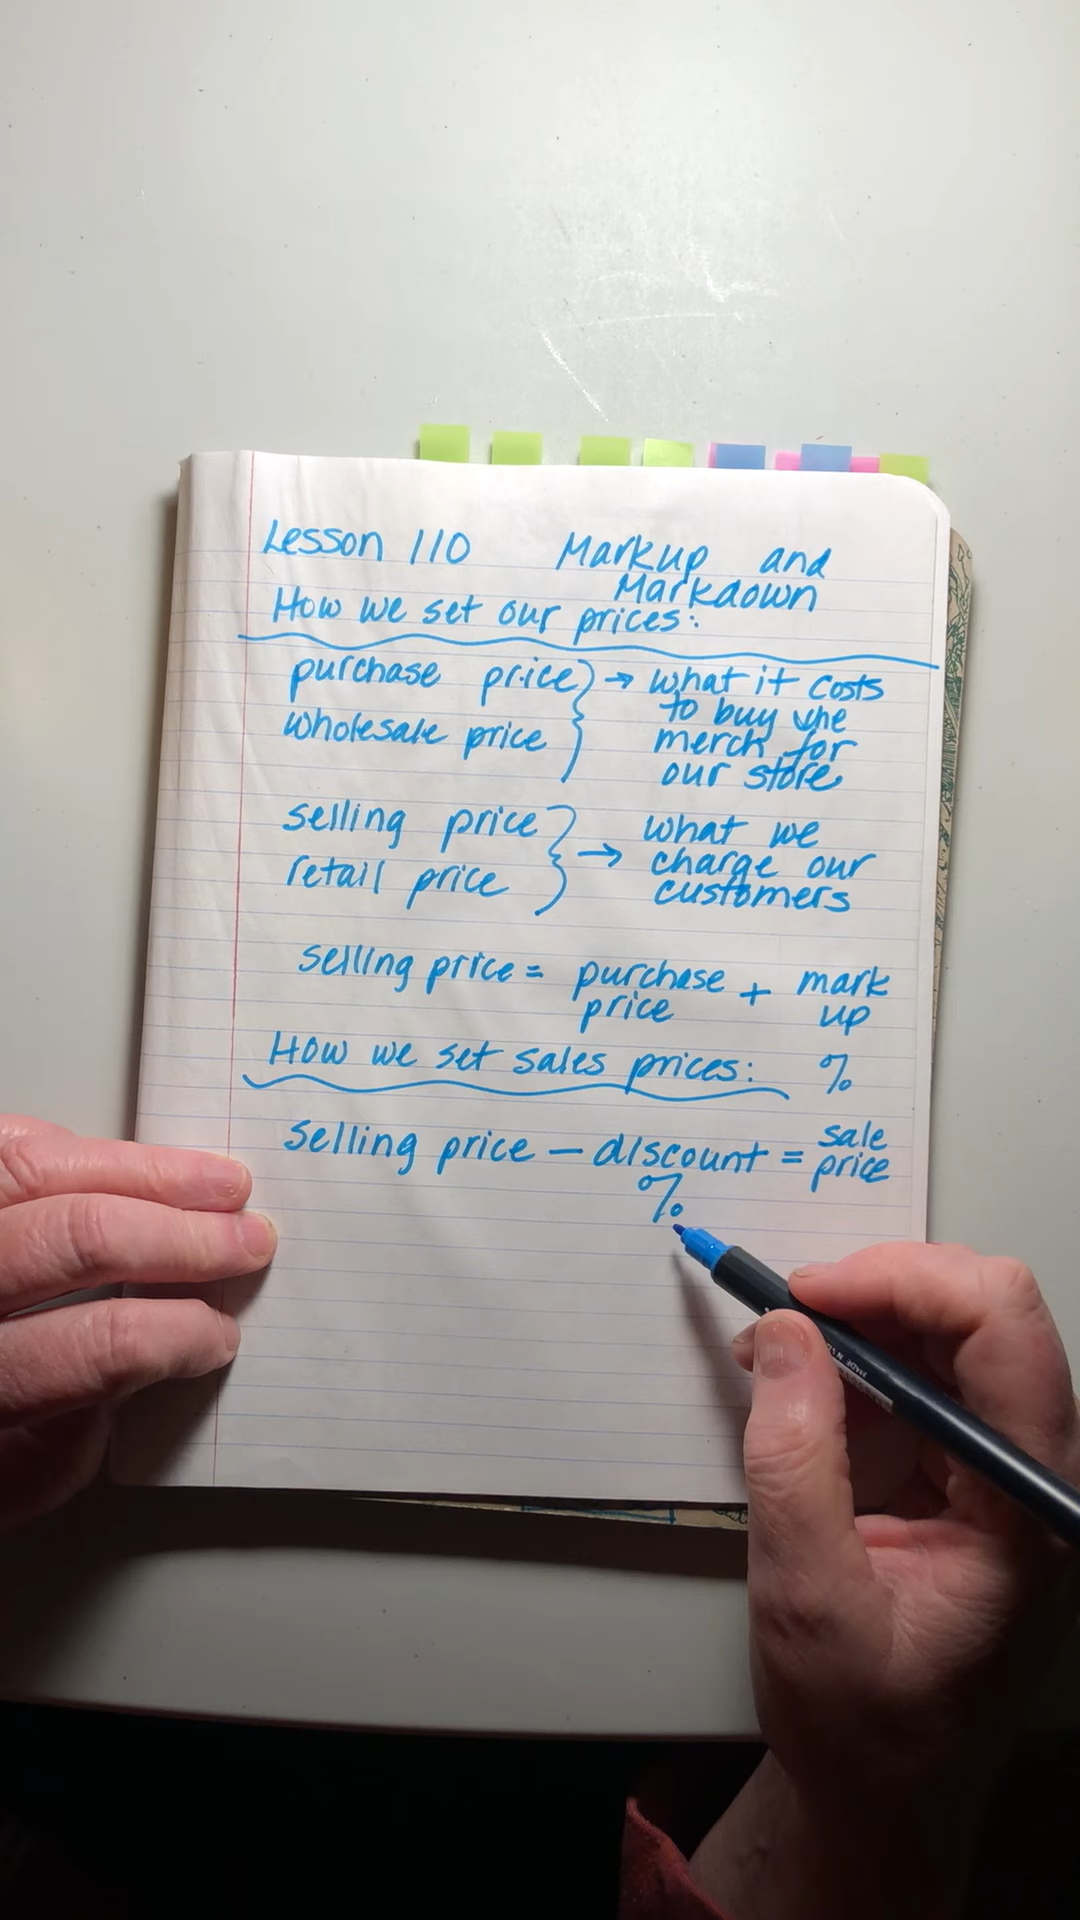 Lesson 110 Markup and
Markdown
How we set our prices:
purchase price } → what it costs
wholesale price to buy the
merch for
our store
selling price } → what we
retail price charge our
customers
selling price = purchase + mark
price up
How we set sales prices: %
selling price - discount = sale
price
%